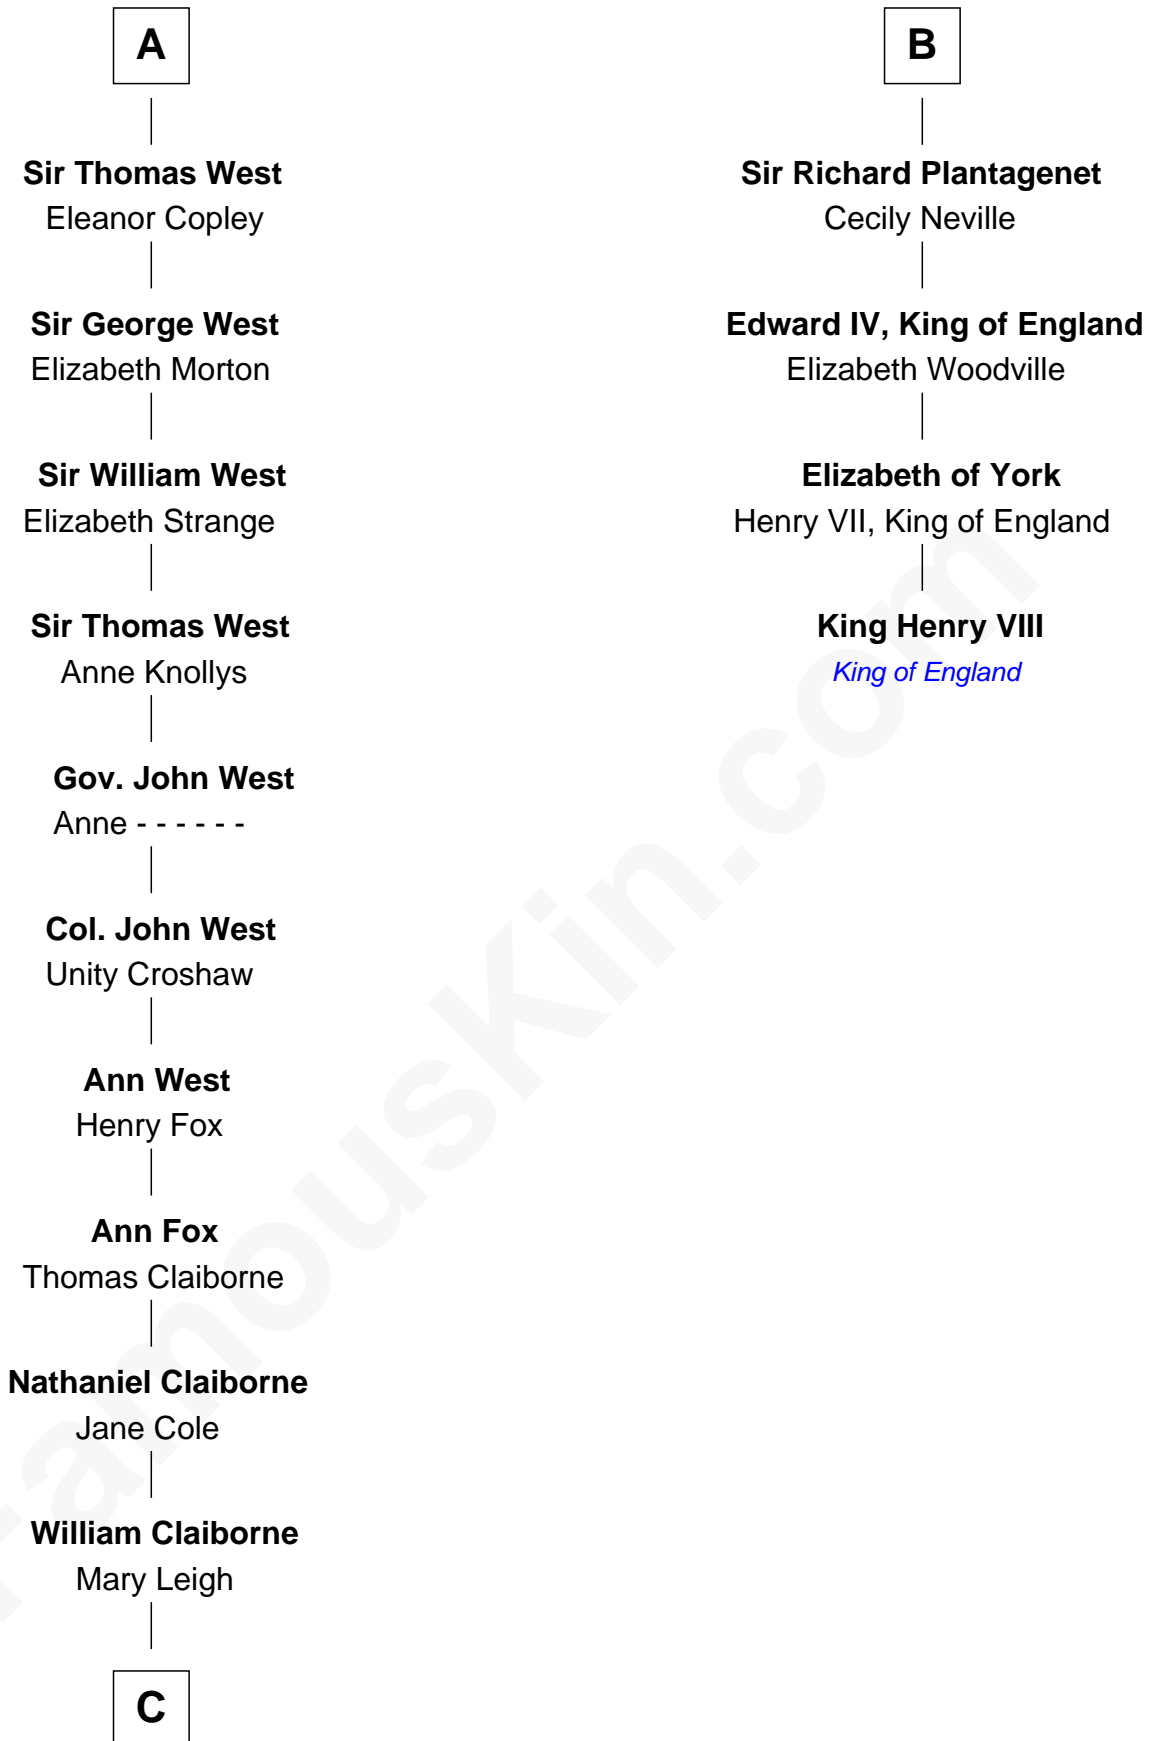 A
Sir Thomas West
Eleanor Copley
Sir George West
Elizabeth Morton
Sir William West
Elizabeth Strange
Sir Thomas West
Anne Knollys
Gov. John West
Anne - - - - - -
Col. John West
Unity Croshaw
Ann West
Henry Fox
Ann Fox
Thomas Claiborne
Nathaniel Claiborne
Jane Cole
William Claiborne
Mary Leigh
C
B
Sir Richard Plantagenet
Cecily Neville
Edward IV, King of England
Elizabeth Woodville
Elizabeth of York
Henry VII, King of England
King Henry VIII
King of England
FamousKin.com